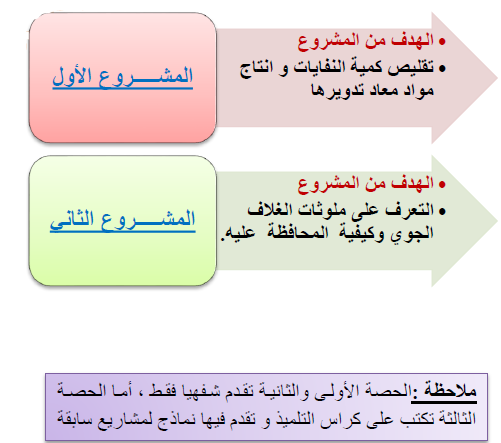 المشـــــروع الأول
• الهدف من المشروع
• تقليص كمية النفايات و انتاج
مواد معاد تدويرها
المشـــــروع الثاني
• الهدف من المشروع
• التعرف على ملوثات الغلاف
الجوي وكيفية المحافظة عليه.
ملاحظة :الحصة الأولى والثانية تقدم شفهيا فقط ، أما الحصة
الثالثة تكتب على كراس التلميذ و تقدم فيها نماذج لمشاريع سابقة